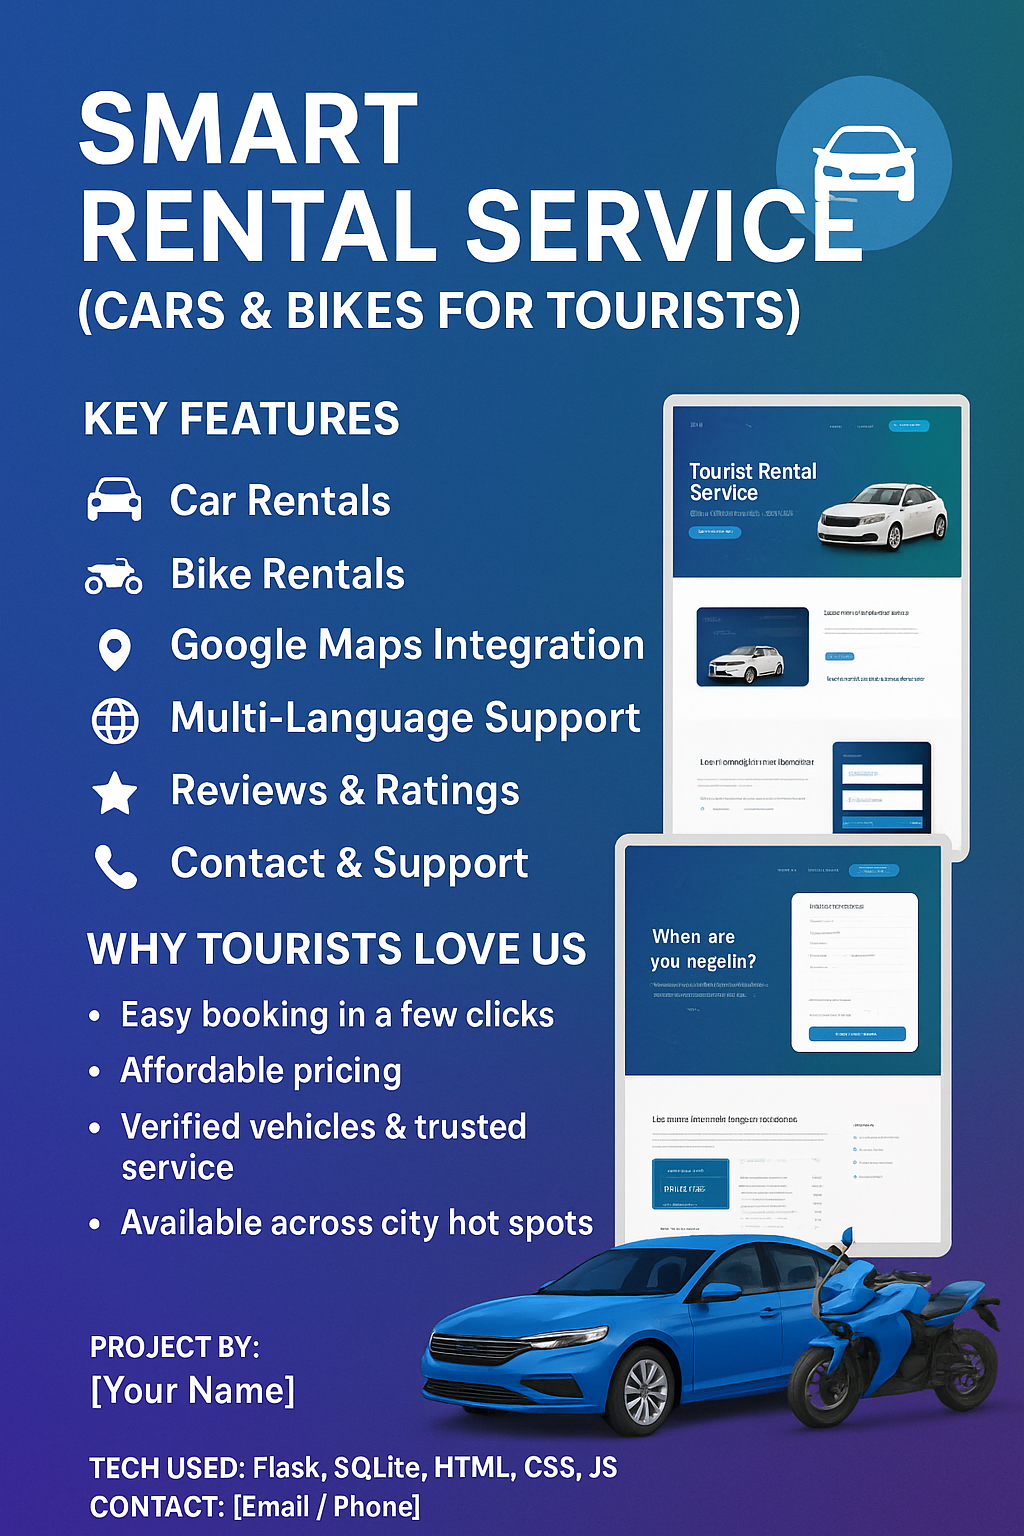 SMART
RENTAL SERVICE
(CARS & BIKES FOR TOURISTS)
KEY FEATURES
Car Rentals
Bike Rentals
Google Maps Integration
Multi-Language Support
Reviews & Ratings
Contact & Support
WHY TOURISTS LOVE US
• Easy booking in a few clicks
• Affordable pricing
• Verified vehicles & trusted
service
• Available across city hot spots
Tourist Rental
Service
When are
you negelin?
PROJECT BY:
[Your Name]
TECH USED: Flask, SQLite, HTML, CSS, JS
CONTACT: [Email / Phone]